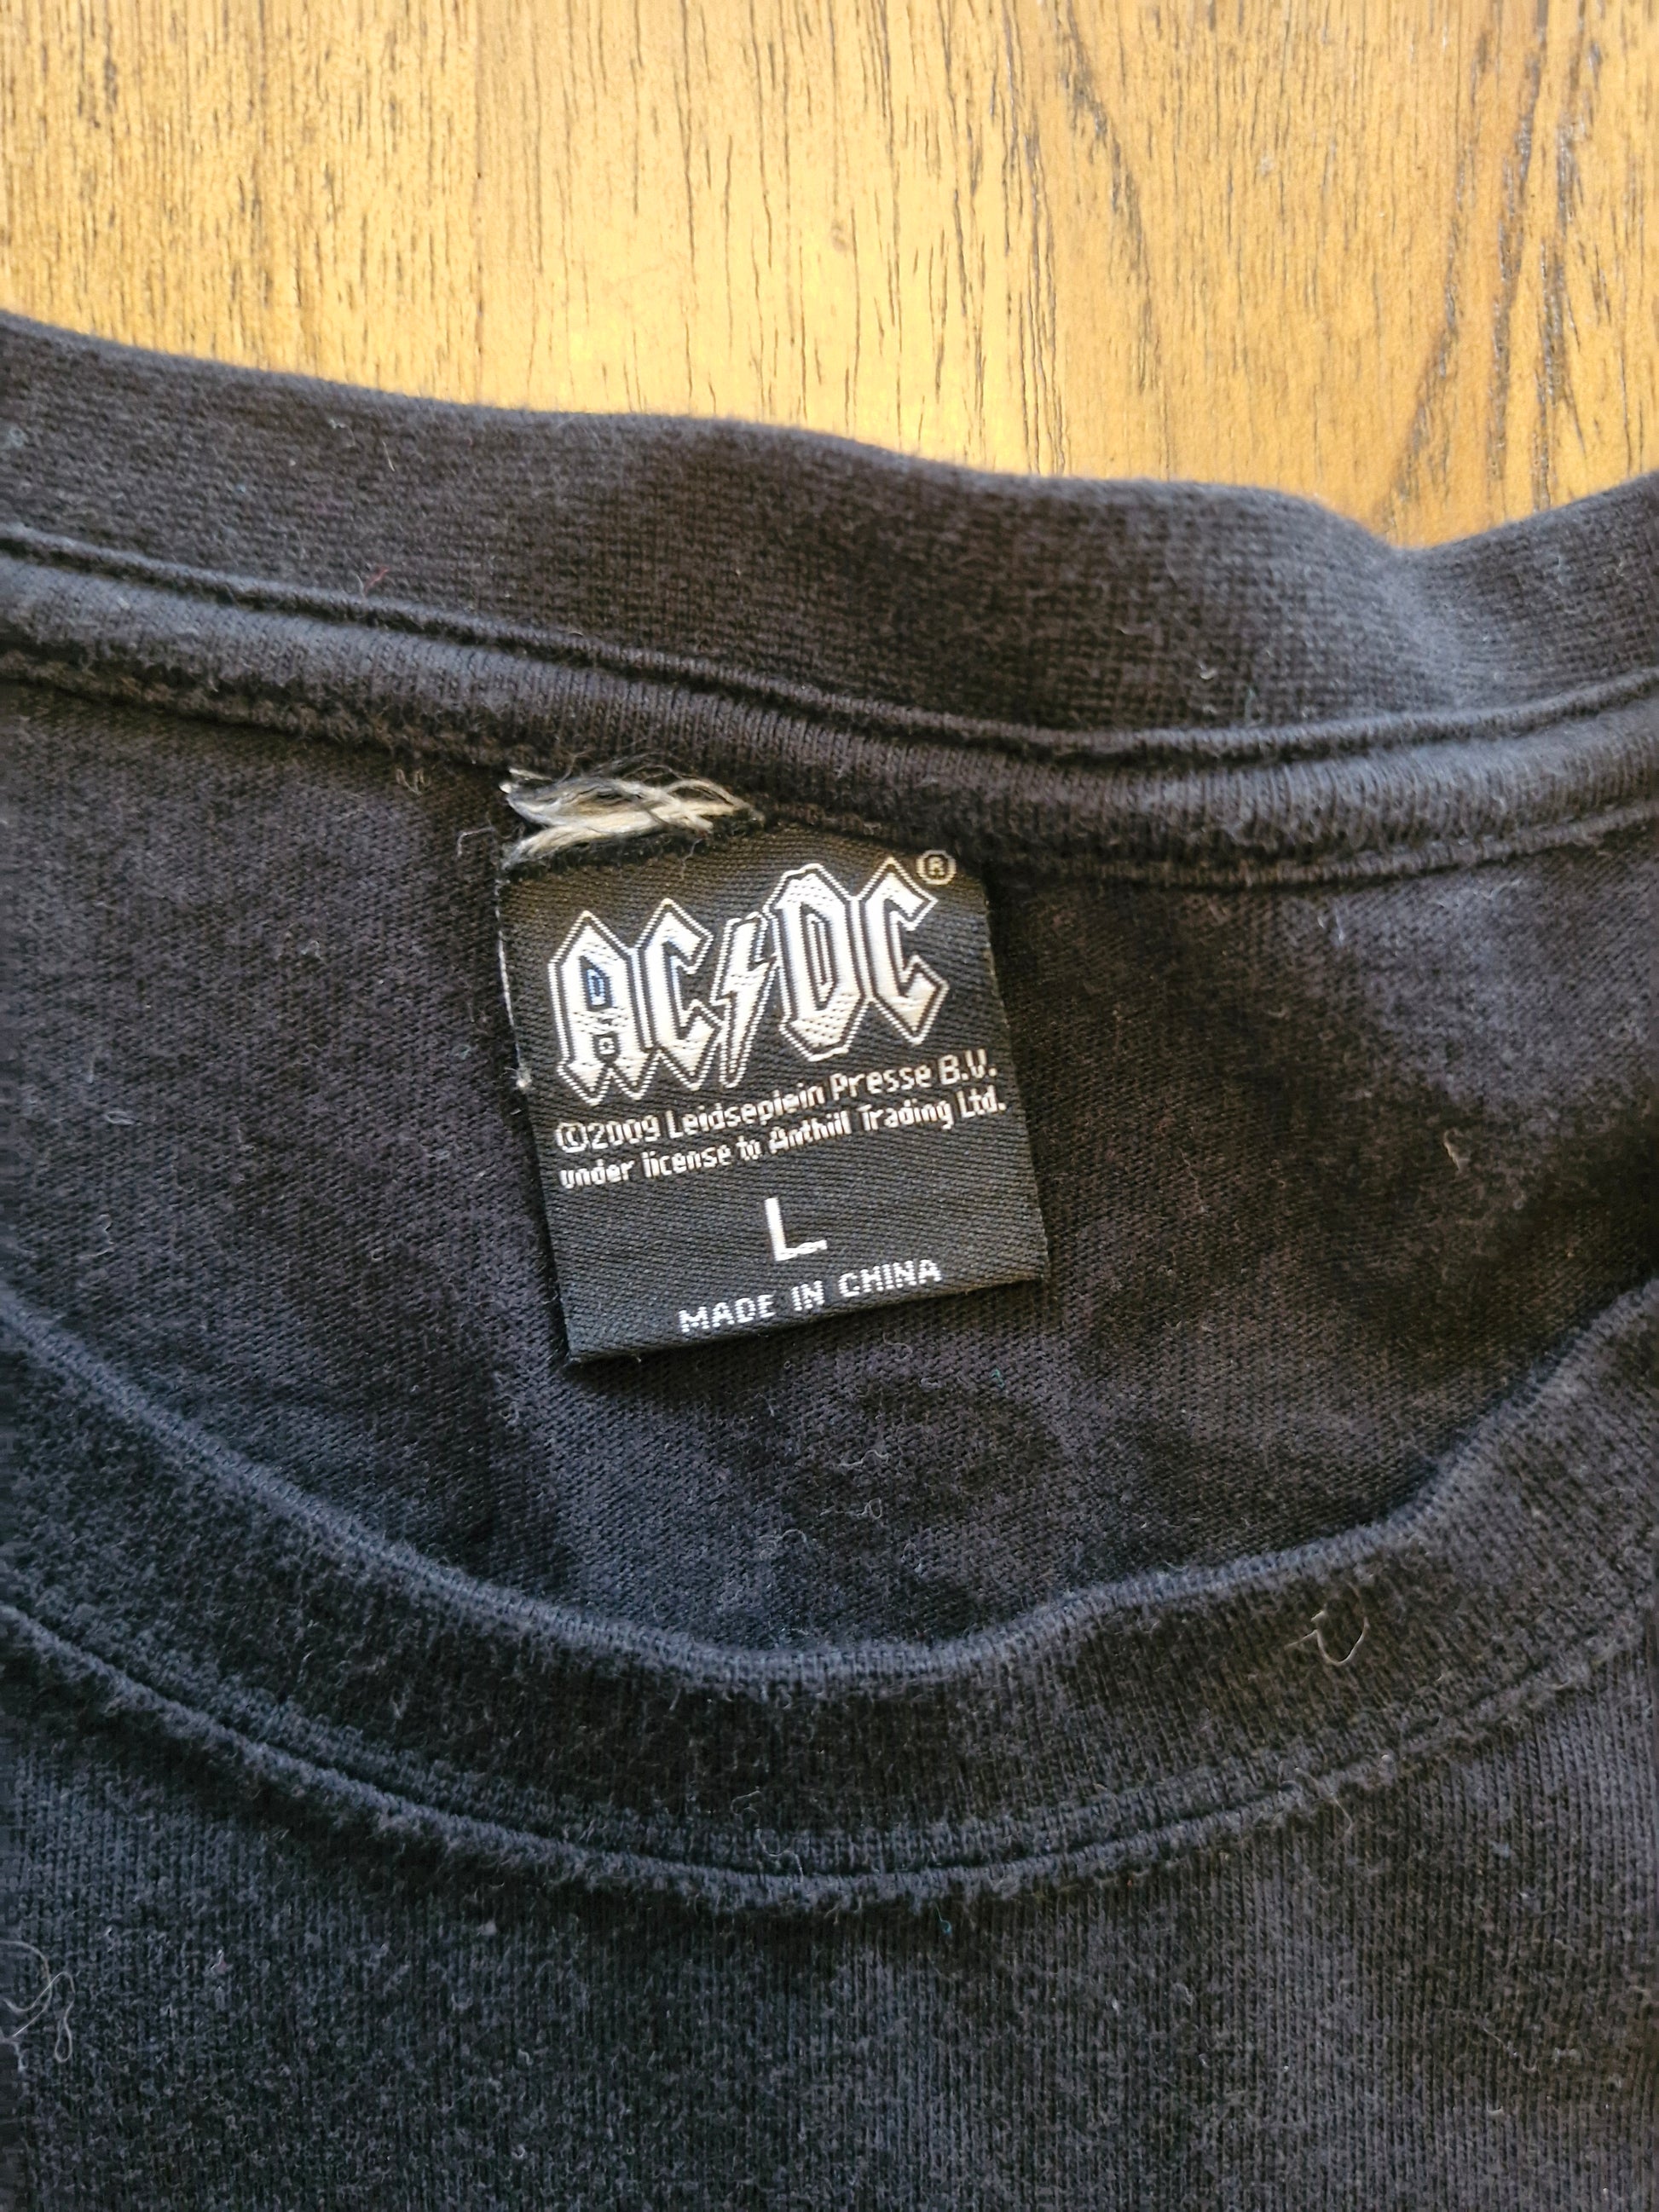 AC⚡DC®
©2009 Leidseplein Presse B.V.
under license to Anthill Trading Ltd.
L
MADE IN CHINA